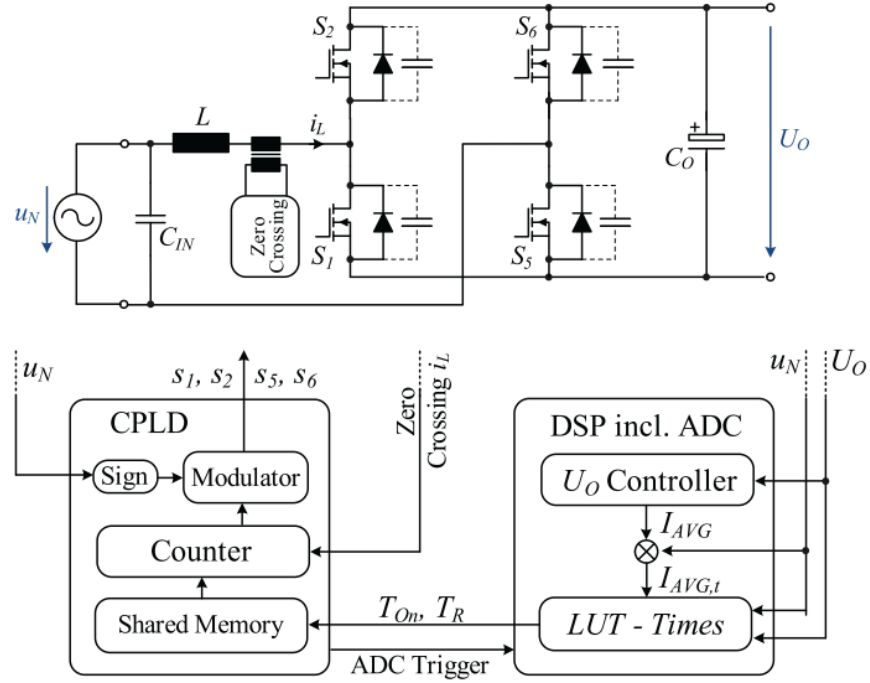 S2
S6
L
iL
+
CO
UO
uN
CIN
Zero
Crossing
S1
S5
uN
s1, s2
s5, s6
Zero
Crossing iL
uN
UO
CPLD
DSP incl. ADC
Sign
Modulator
UO Controller
IAVG
Counter
IAVG,t
TOn, TR
Shared Memory
LUT - Times
ADC Trigger